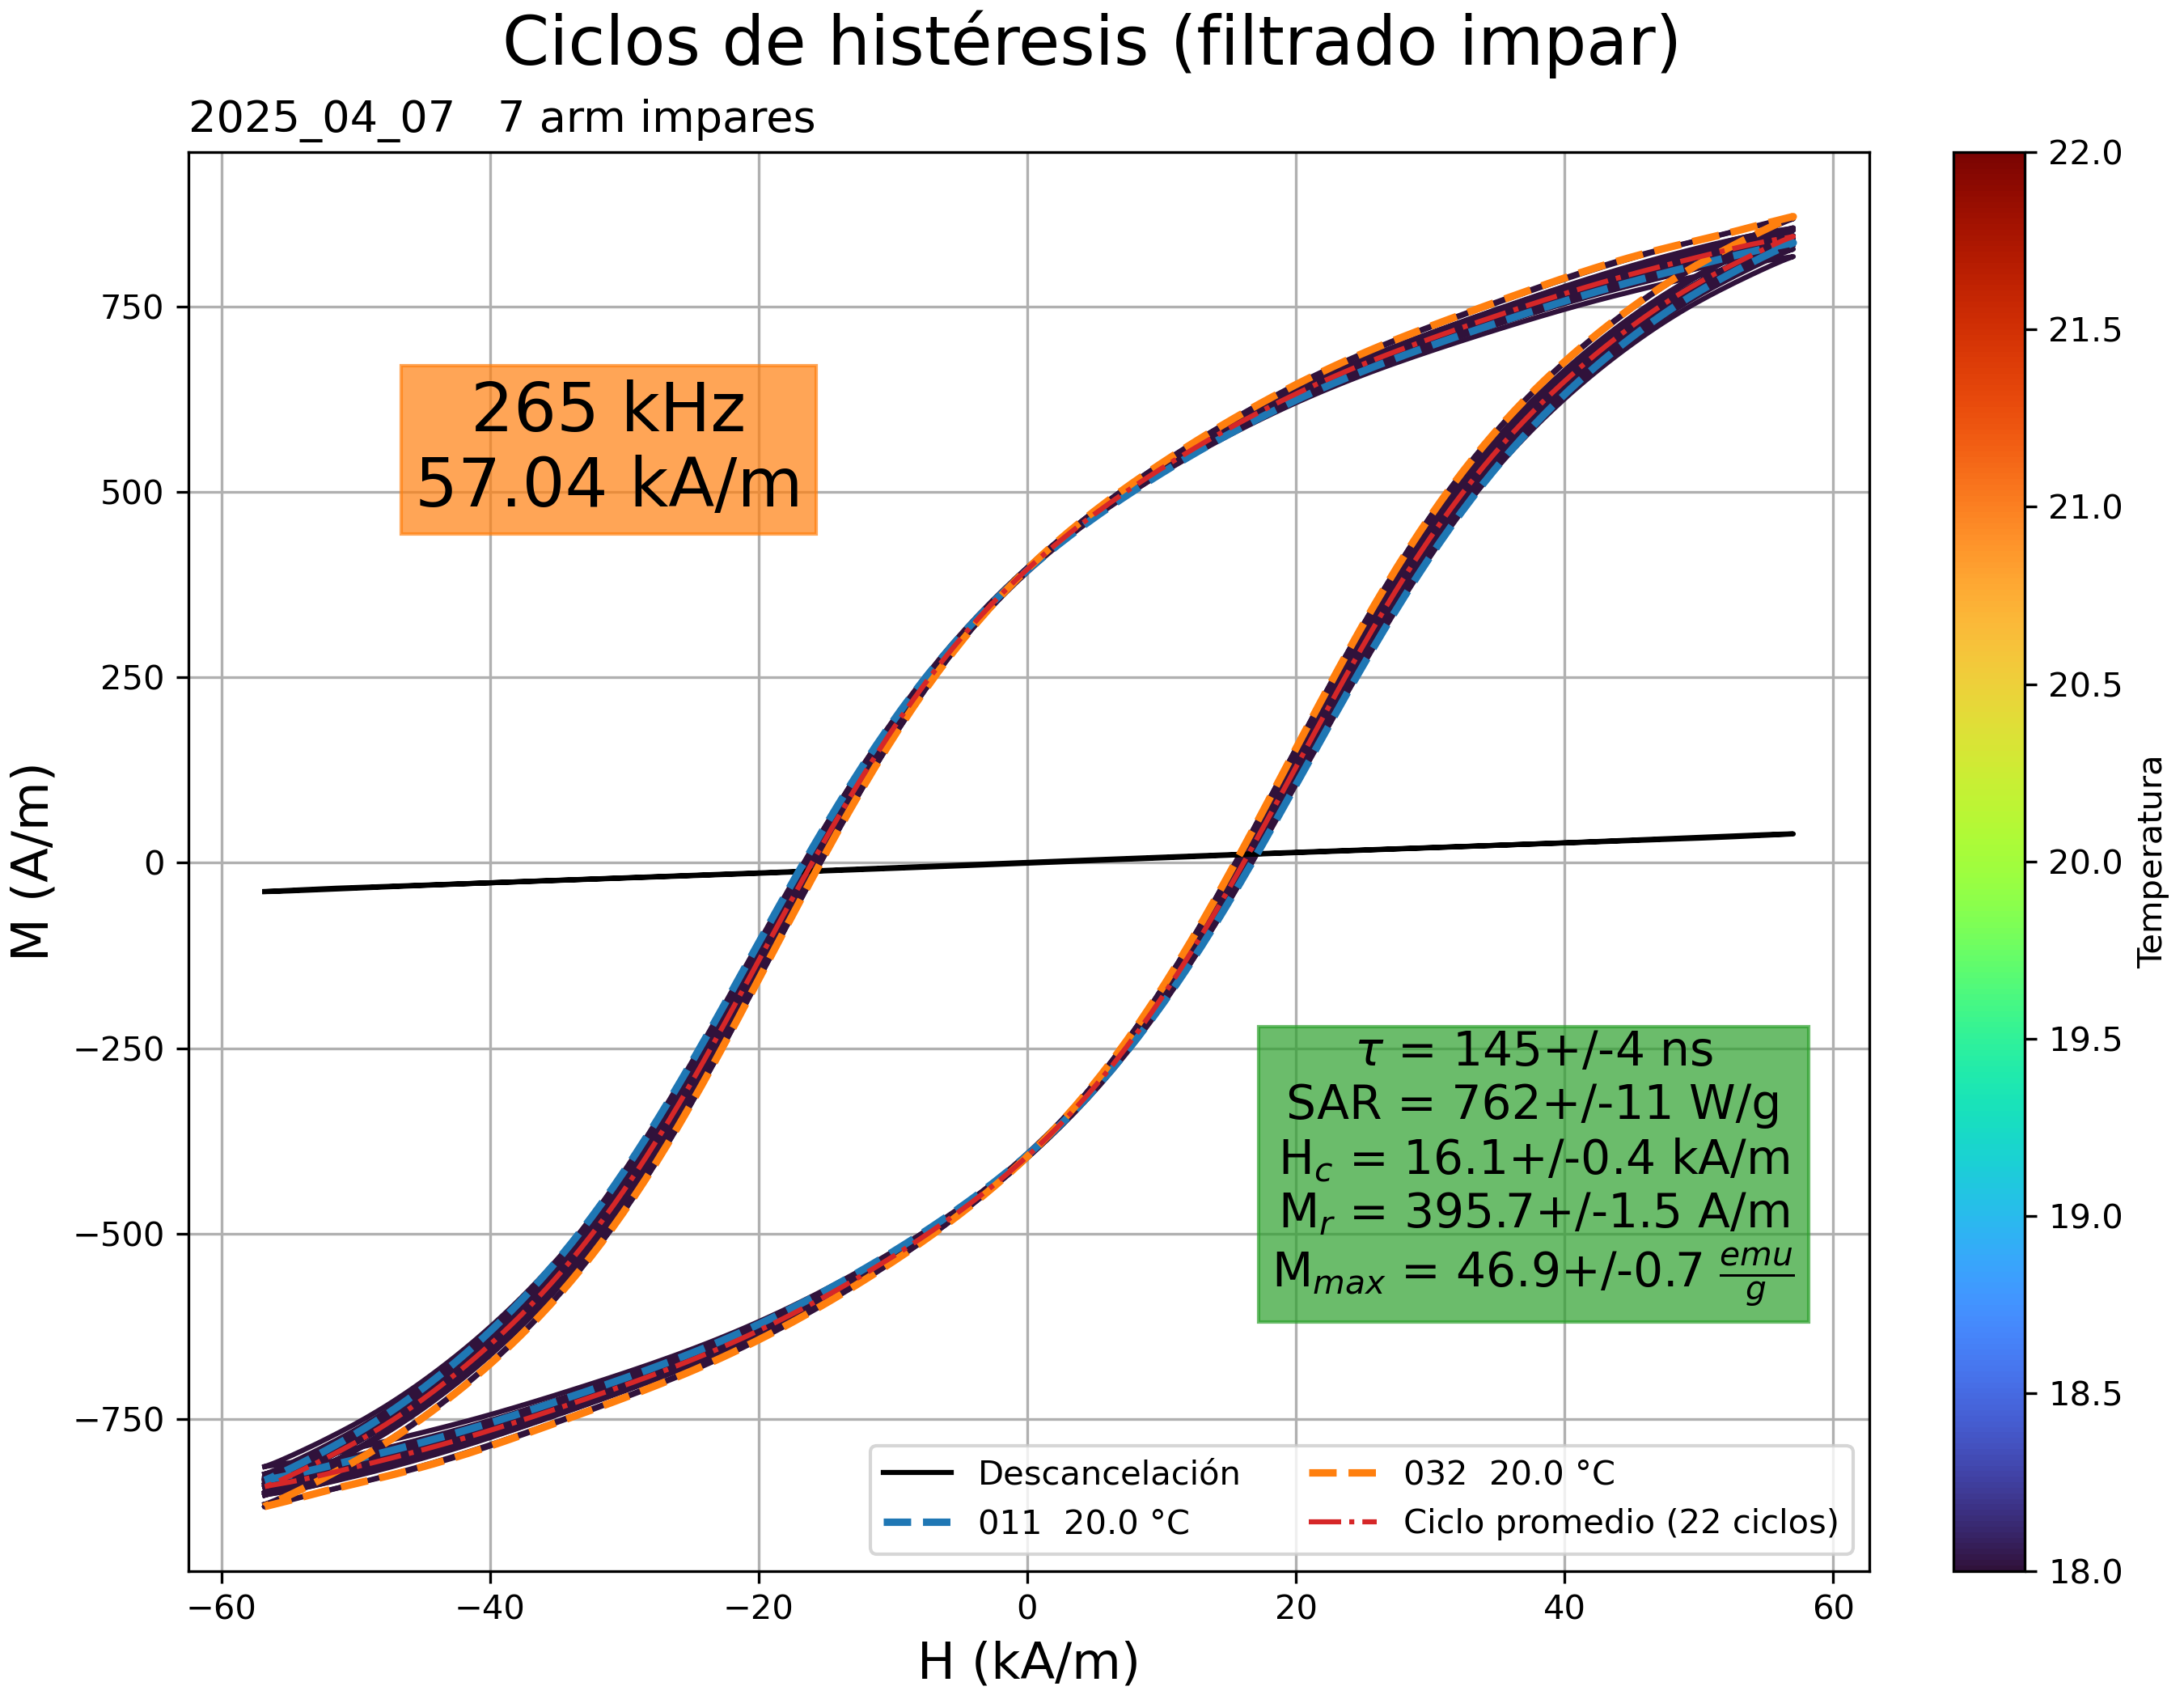 Ciclos de histéresis (filtrado impar)
2025_04_07   7 arm impares
265 kHz
57.04 kA/m
τ = 145+/-4 ns
SAR = 762+/-11 W/g
H_c = 16.1+/-0.4 kA/m
M_r = 395.7+/-1.5 A/m
M_max = 46.9+/-0.7 emu/g
Descancelación
011  20.0 °C
032  20.0 °C
Ciclo promedio (22 ciclos)
M (A/m)
750
500
250
0
−250
−500
−750
−60
−40
−20
0
20
40
60
H (kA/m)
22.0
21.5
21.0
20.5
20.0
19.5
19.0
18.5
18.0
Temperatura